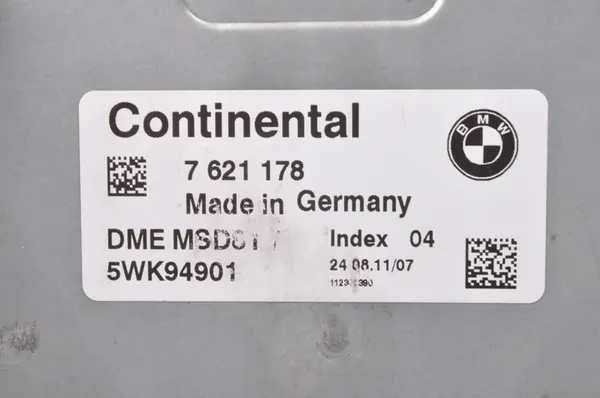 Continental
BMW
7 621 178
Made in Germany
DME Index 04
5WK94901 24 08.11/07